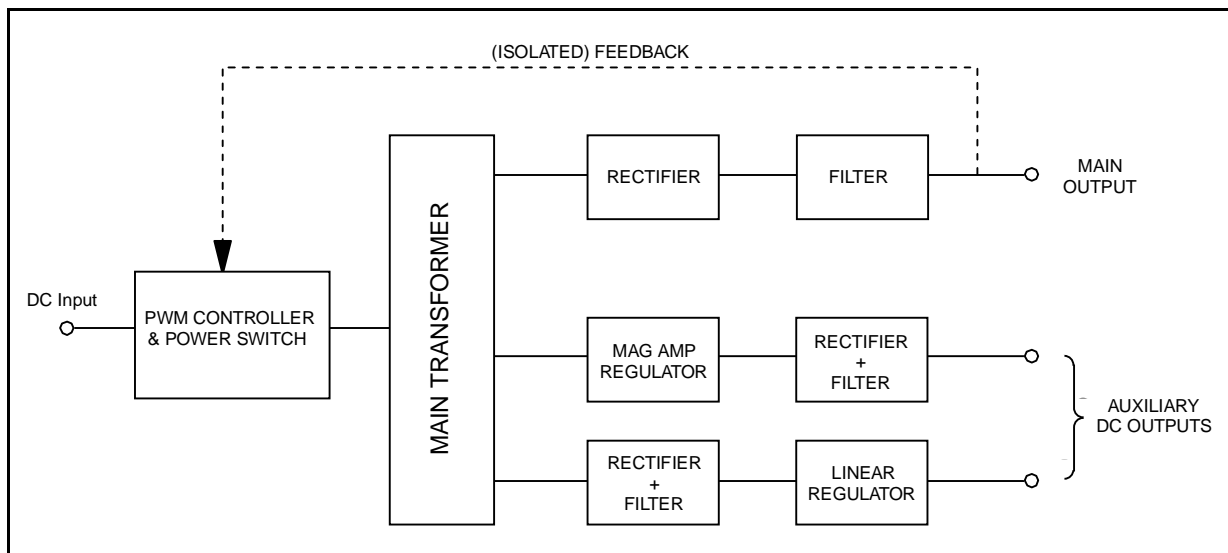 (ISOLATED) FEEDBACK
RECTIFIER
FILTER
MAIN
OUTPUT
DC Input
PWM CONTROLLER
& POWER SWITCH
MAIN TRANSFORMER
MAG AMP
REGULATOR
RECTIFIER
+
FILTER
AUXILIARY
DC OUTPUTS
RECTIFIER
+
FILTER
LINEAR
REGULATOR